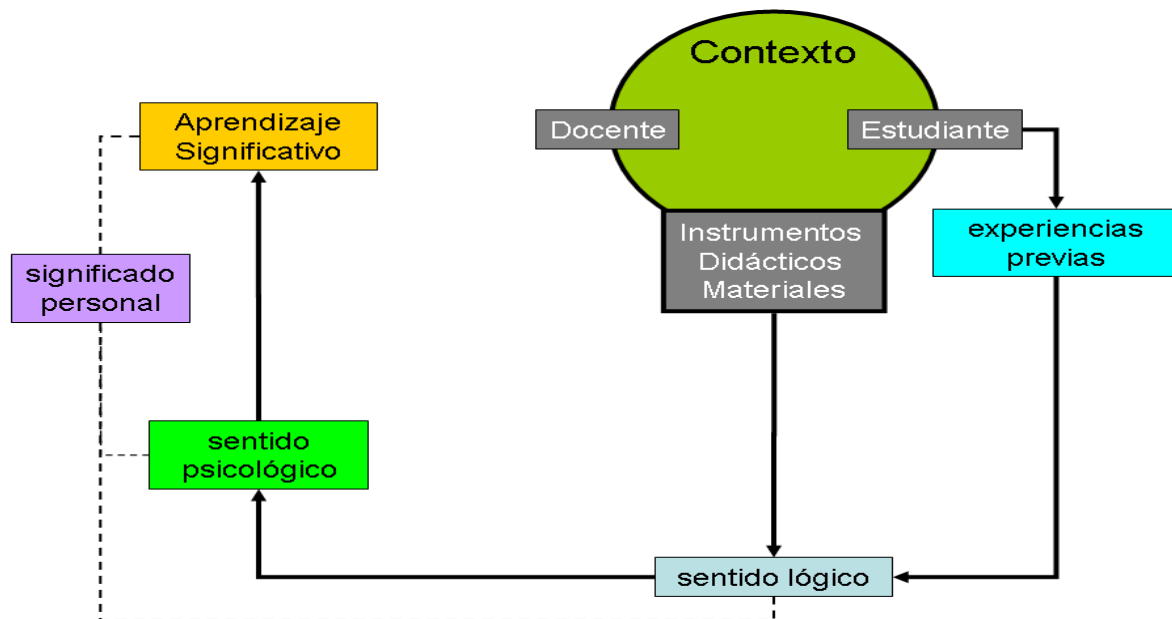 Contexto
Aprendizaje
Significativo
Docente
Estudiante
Instrumentos
Didácticos
Materiales
experiencias
previas
significado
personal
sentido
psicológico
sentido lógico